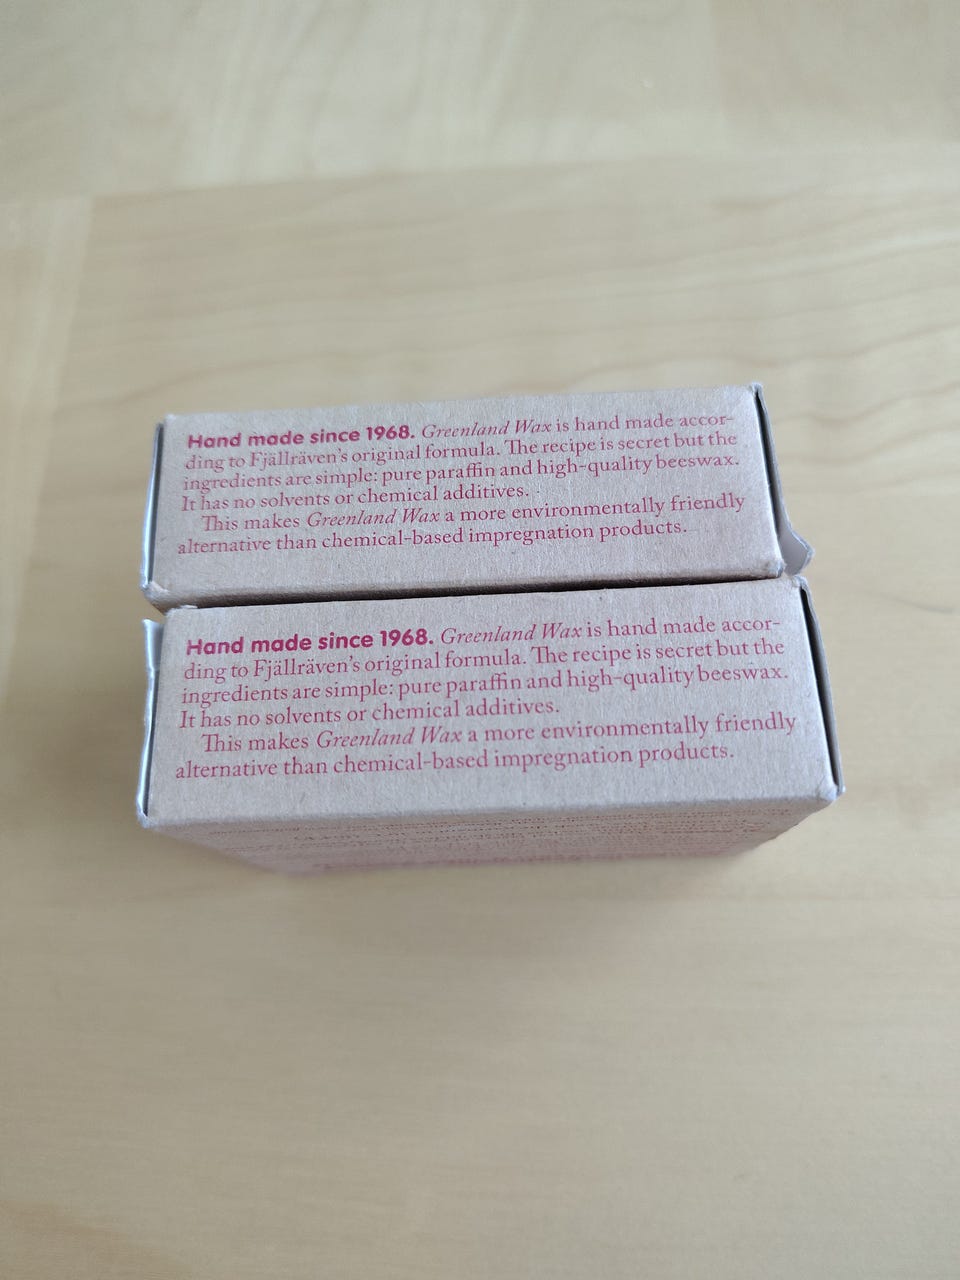 Hand made since 1968. Greenland Wax is hand made accor-
ding to Fjällräven's original formula. The recipe is secret but the
ingredients are simple: pure paraffin and high-quality beeswax.
It has no solvents or chemical additives.
This makes Greenland Wax a more environmentally friendly
alternative than chemical-based impregnation products.
Hand made since 1968. Greenland Wax is hand made accor-
ding to Fjällräven's original formula. The recipe is secret but the
ingredients are simple: pure paraffin and high-quality beeswax.
It has no solvents or chemical additives.
This makes Greenland Wax a more environmentally friendly
alternative than chemical-based impregnation products.